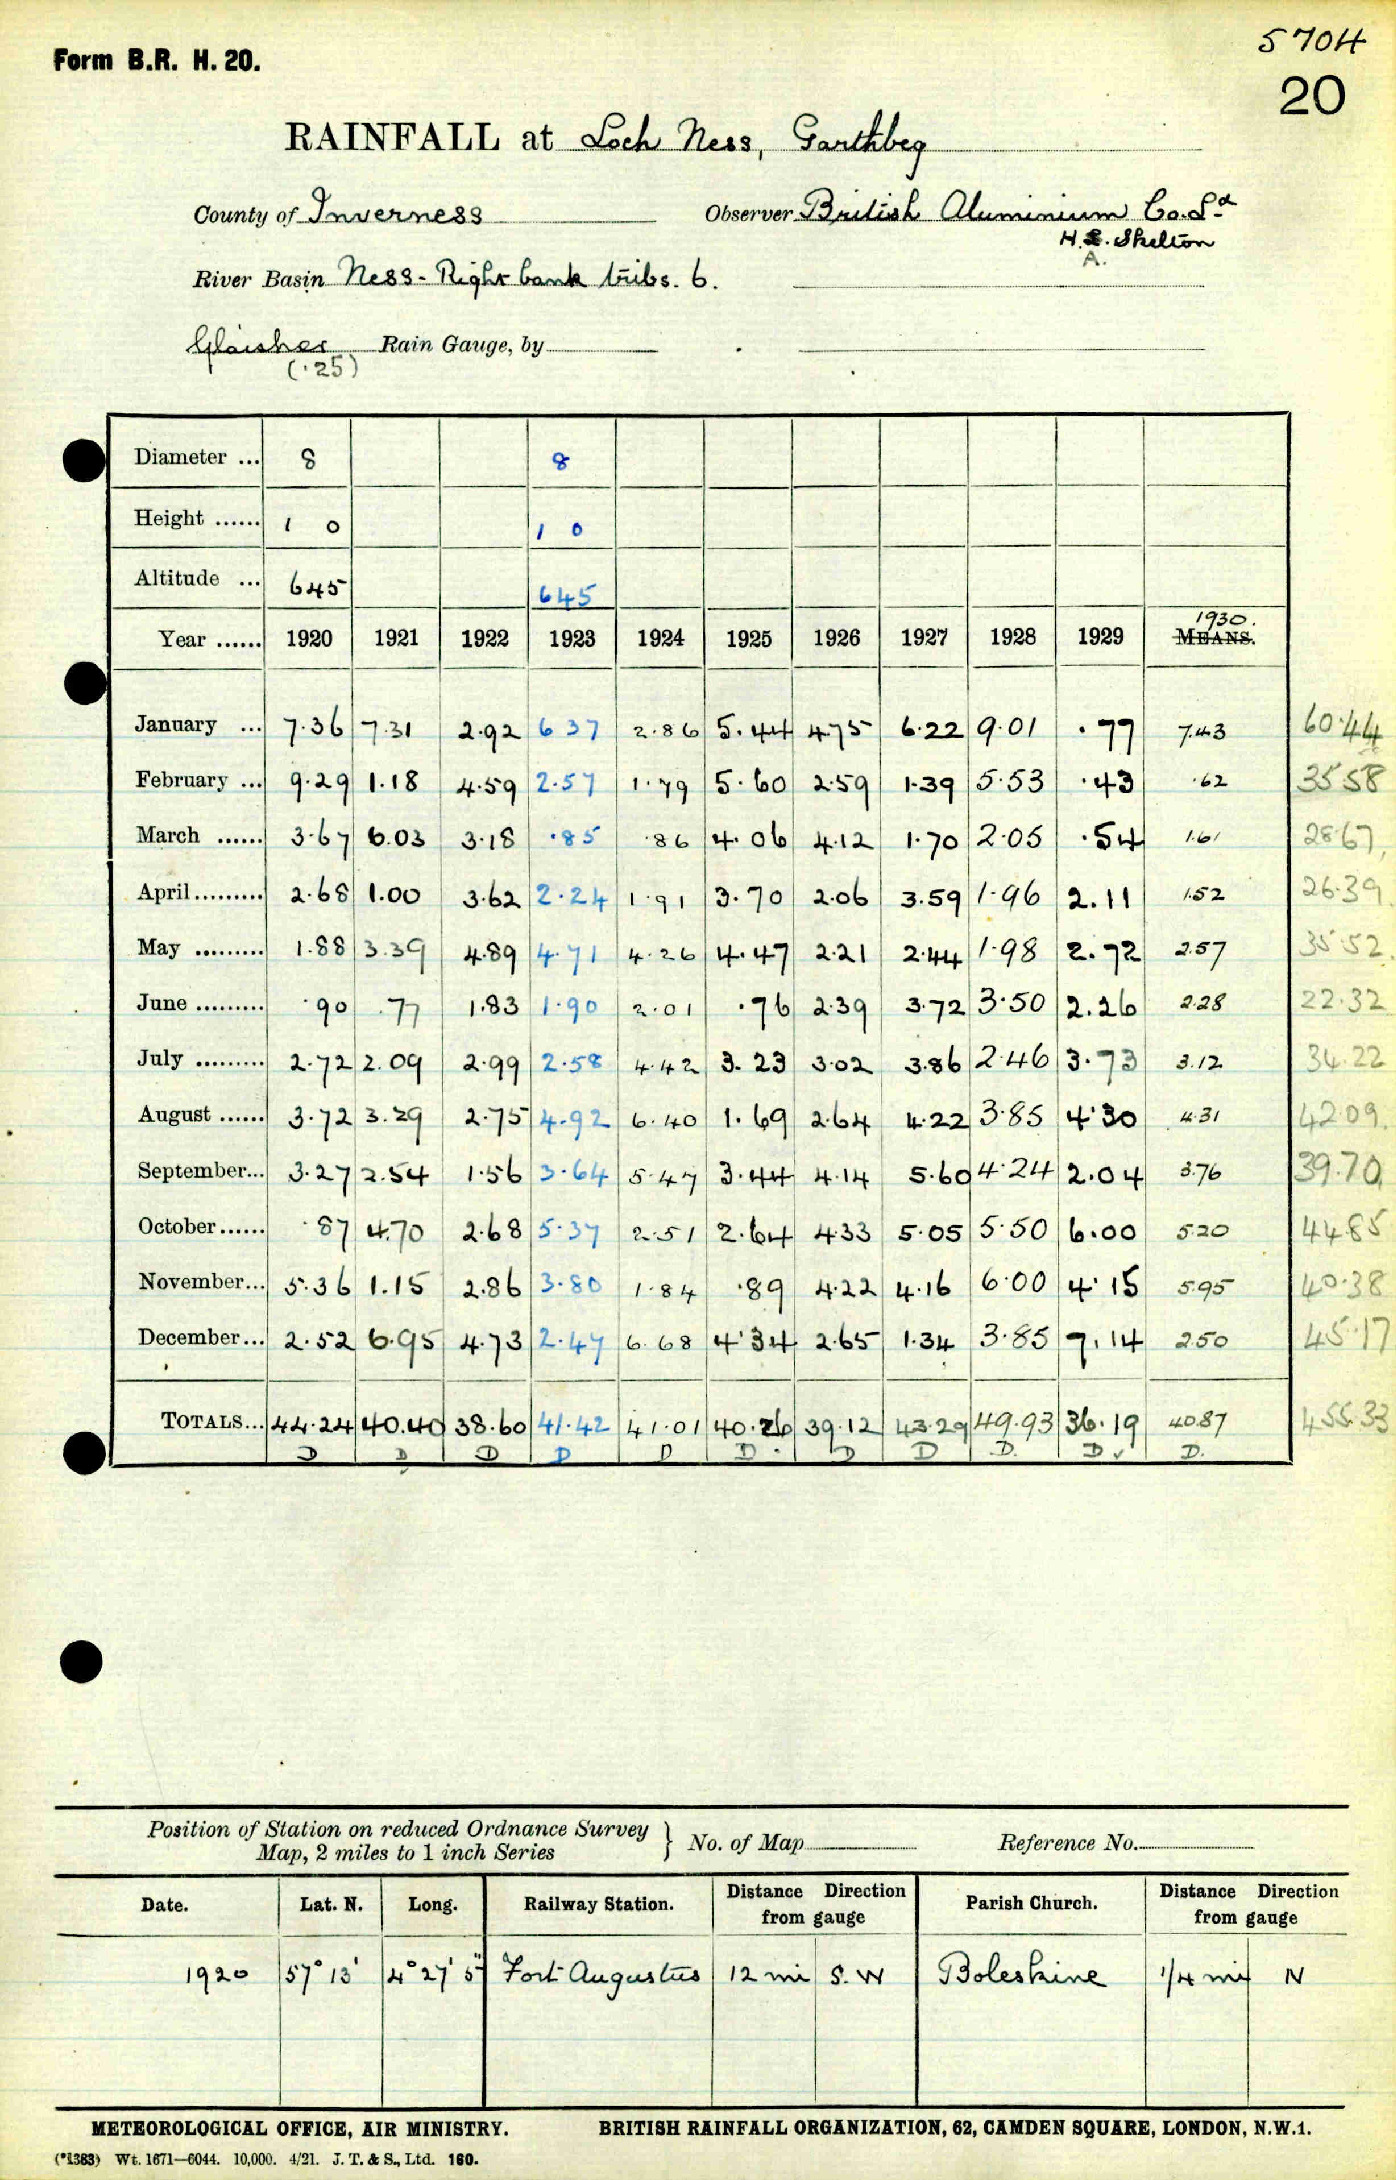 5704
Form B.R. H. 20.
20
RAINFALL at Loch Ness, Garthbeg
County of Inverness Observer British Aluminium Co. Ld
H. S. Skelton
A.
River Basin Ness - Right bank tribs. 6.
Glaisher Rain Gauge, by
(.25)
Diameter ... 8 8
Height ...... 1 0 1 0
Altitude ... 645 645
1930.
Year ...... 1920 1921 1922 1923 1924 1925 1926 1927 1928 1929 MEANS.
January ... 7.36 7.31 2.92 6 37 2.86 5.44 4.75 6.22 9.01 .77 7.43 60.44
February ... 9.29 1.18 4.59 2.57 1.79 5.60 2.59 1.39 5.53 .43 .62 35.58
March ...... 3.67 6.03 3.18 .85 .86 4.06 4.12 1.70 2.05 .54 1.61 28.67
April ......... 2.68 1.00 3.62 2.24 1.91 3.70 2.06 3.59 1.96 2.11 1.52 26.39
May ......... 1.88 3.39 4.89 4.71 4.26 4.47 2.21 2.44 1.98 2.72 2.57 35.52
June ......... .90 .77 1.83 1.90 2.01 .76 2.39 3.72 3.50 2.26 2.28 22.32
July ......... 2.72 2.09 2.99 2.58 4.42 3.23 3.02 3.86 2.46 3.73 3.12 34.22
August ...... 3.72 3.29 2.75 4.92 6.40 1.69 2.64 4.22 3.85 4.30 4.31 42.09
September... 3.27 2.54 1.56 3.64 5.47 3.44 4.14 5.60 4.24 2.04 3.76 39.70
October ...... .87 4.70 2.68 5.37 2.51 2.64 4.33 5.05 5.50 6.00 5.20 44.85
November... 5.36 1.15 2.86 3.80 1.84 .89 4.22 4.16 6.00 4.15 5.95 40.38
December... 2.52 6.95 4.73 2.47 6.68 4.34 2.65 1.34 3.85 7.14 2.50 45.17
TOTALS... 44.24 40.40 38.60 41.42 41.01 40.26 39.12 43.29 49.93 36.19 40.87 455.33
D D D D D D D D D D D
Position of Station on reduced Ordnance Survey
Map, 2 miles to 1 inch Series } No. of Map Reference No.
Date. Lat. N. Long. Railway Station. Distance Direction from gauge Parish Church. Distance Direction from gauge
1920 57° 13' 4° 27' 5" Fort Augustus 12 mi S. W Boleskine 1/4 mi N
METEOROLOGICAL OFFICE, AIR MINISTRY. BRITISH RAINFALL ORGANIZATION, 62, CAMDEN SQUARE, LONDON, N.W.1.
(*1383) Wt. 1671—6044. 10,000. 4/21. J. T. & S., Ltd. 160.